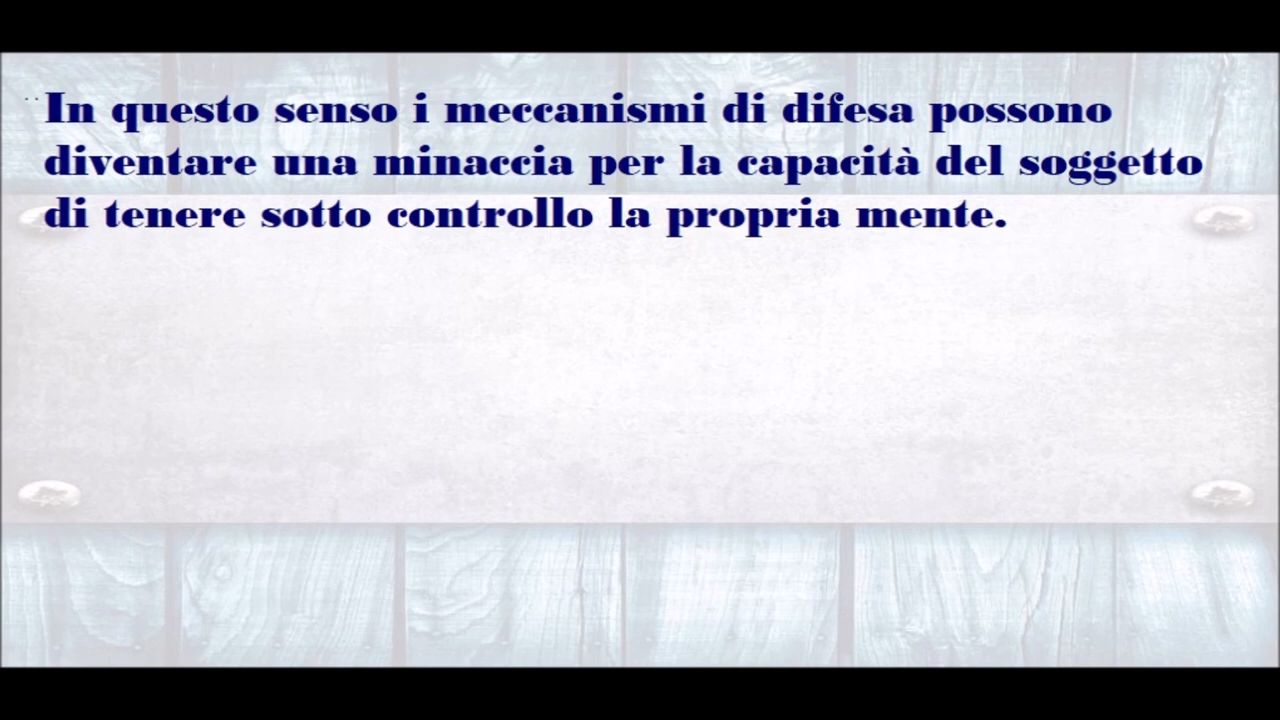 In questo senso i meccanismi di difesa possono
diventare una minaccia per la capacità del soggetto
di tenere sotto controllo la propria mente.